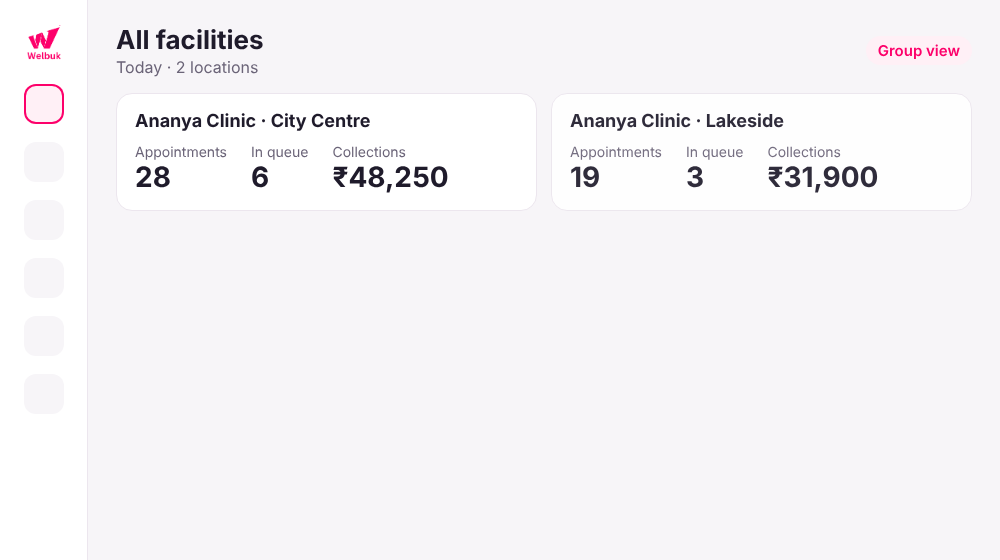 Welbuk
All facilities
Today · 2 locations
Group view
Ananya Clinic · City Centre
Appointments In queue Collections
28 6 ₹48,250
Ananya Clinic · Lakeside
Appointments In queue Collections
19 3 ₹31,900